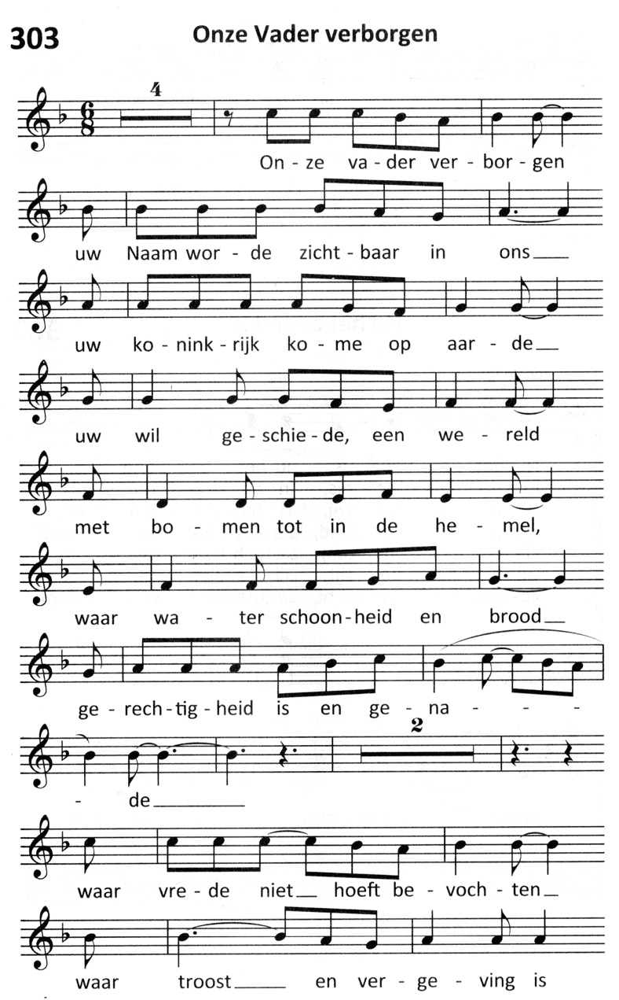 303 Onze Vader verborgen
4
On - ze va - der ver - bor - gen
uw Naam wor - de zicht - baar in ons
uw ko - nink - rijk ko - me op aar - de
uw wil ge - schie - de, een we - reld
met bo - men tot in de he - mel,
waar wa - ter schoon - heid en brood
ge - rech - tig - heid is en ge - na - - -
2
- de
waar vre - de niet hoeft be - voch - ten
waar troost en ver - ge - ving is